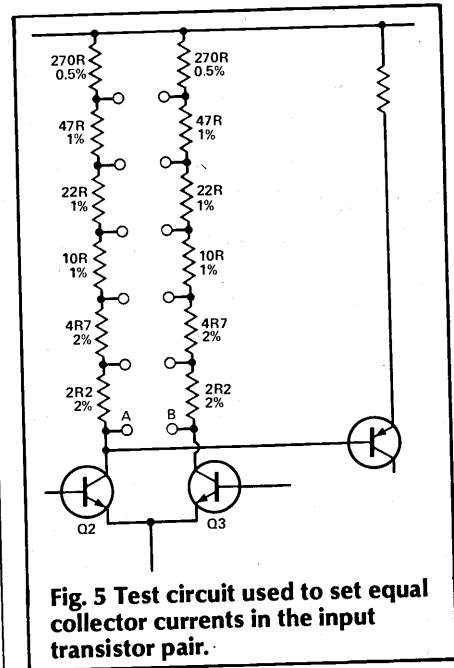 270R
0.5%
270R
0.5%
47R
1%
47R
1%
22R
1%
22R
1%
10R
1%
10R
1%
4R7
2%
4R7
2%
2R2
2%
A
B
2R2
2%
Q2
Q3
Fig. 5 Test circuit used to set equal
collector currents in the input
transistor pair.